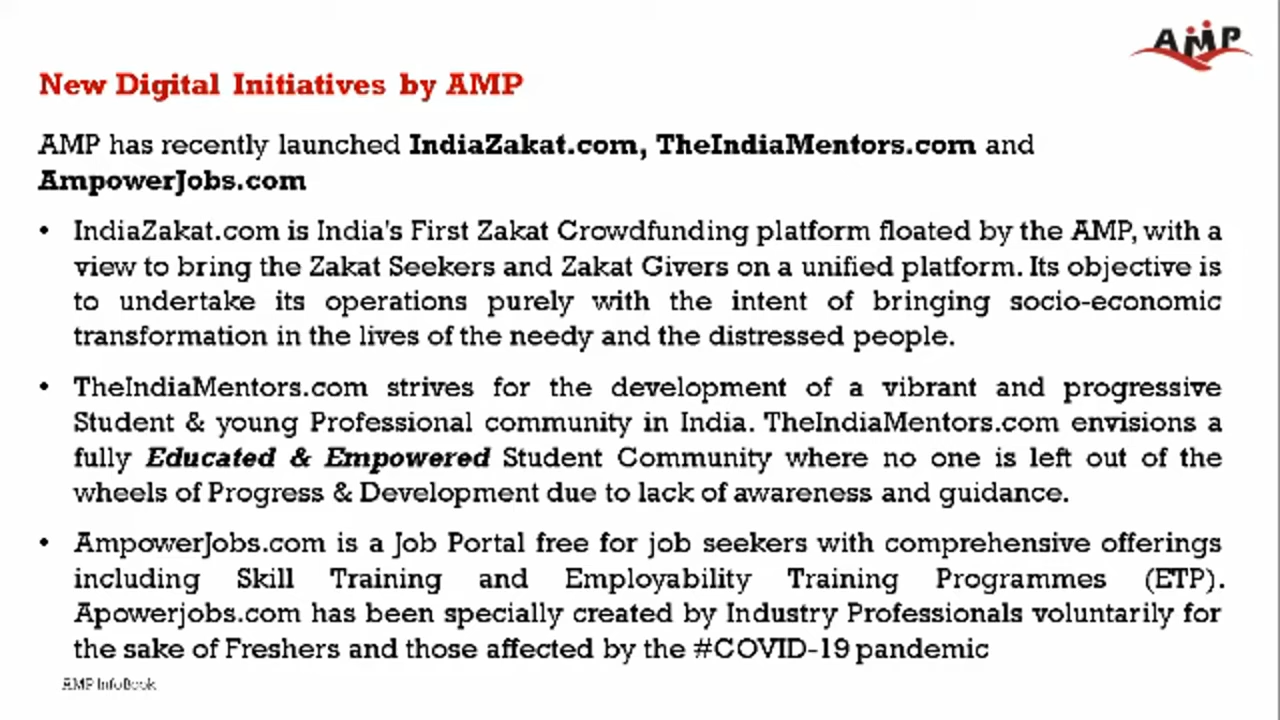 AMP
New Digital Initiatives by AMP
AMP has recently launched IndiaZakat.com, TheIndiaMentors.com and
AmpowerJobs.com
• IndiaZakat.com is India's First Zakat Crowdfunding platform floated by the AMP, with a
view to bring the Zakat Seekers and Zakat Givers on a unified platform. Its objective is
to undertake its operations purely with the intent of bringing socio-economic
transformation in the lives of the needy and the distressed people.
• TheIndiaMentors.com strives for the development of a vibrant and progressive
Student & young Professional community in India. TheIndiaMentors.com envisions a
fully Educated & Empowered Student Community where no one is left out of the
wheels of Progress & Development due to lack of awareness and guidance.
• AmpowerJobs.com is a Job Portal free for job seekers with comprehensive offerings
including Skill Training and Employability Training Programmes (ETP).
Apowerjobs.com has been specially created by Industry Professionals voluntarily for
the sake of Freshers and those affected by the #COVID-19 pandemic
AMP InfoBook